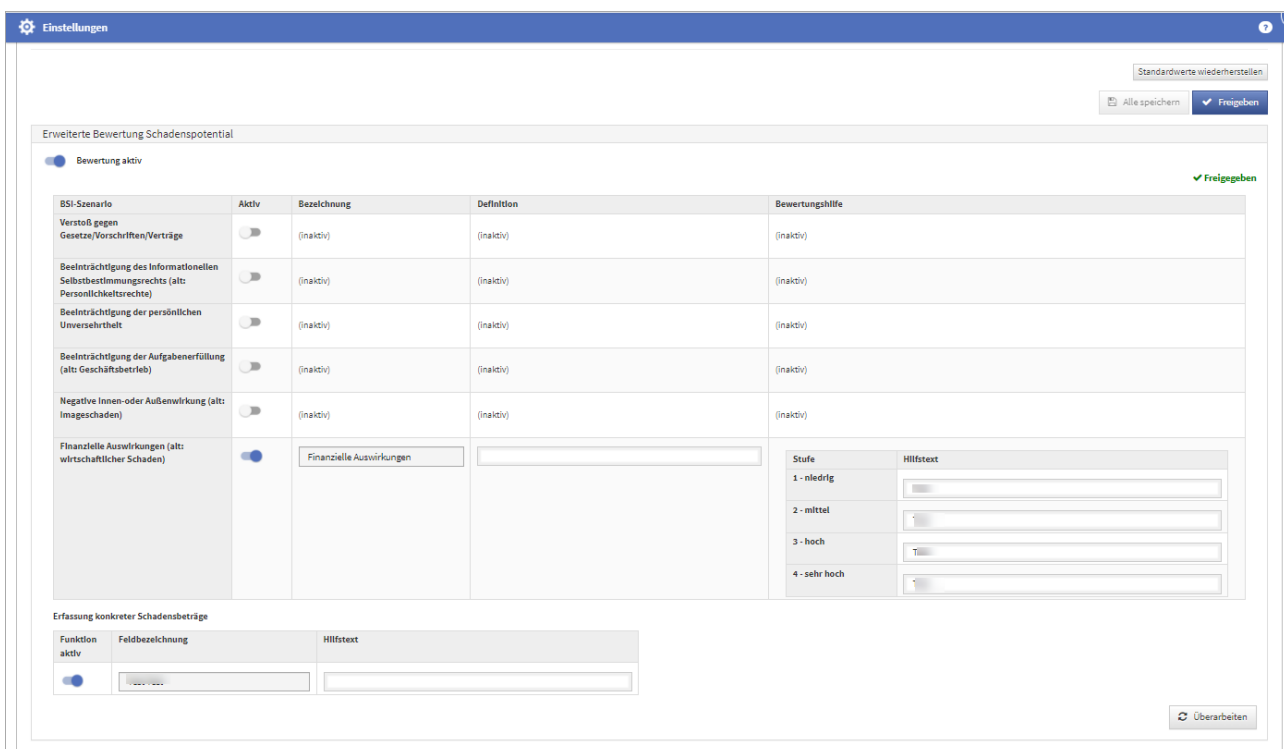 Einstellungen
Standardwerte wiederherstellen
Alle speichern
Freigeben
Erweiterte Bewertung Schadenspotential
Bewertung aktiv
Freigegeben
BSI-Szenario Aktiv Bezeichnung Definition Bewertungshilfe
Verstoß gegen
Gesetze/Vorschriften/Verträge
(inaktiv) (inaktiv) (inaktiv)
Beeinträchtigung des informationellen
Selbstbestimmungsrechts (alt:
Personlichkeitsrechte)
(inaktiv) (inaktiv) (inaktiv)
Beeinträchtigung der persönlichen
Unversehrtheit
(inaktiv) (inaktiv) (inaktiv)
Beeinträchtigung der Aufgabenerfüllung
(alt: Geschäftsbetrieb)
(inaktiv) (inaktiv) (inaktiv)
Negative Innen-oder Außenwirkung (alt:
Imageschaden)
(inaktiv) (inaktiv) (inaktiv)
Finanzielle Auswirkungen (alt:
wirtschaftlicher Schaden)
Finanzielle Auswirkungen
Stufe Hilfstext
1 - niedrig
2 - mittel
3 - hoch
4 - sehr hoch
Erfassung konkreter Schadensbeträge
Funktion
aktiv
Feldbezeichnung Hilfstext
Überarbeiten